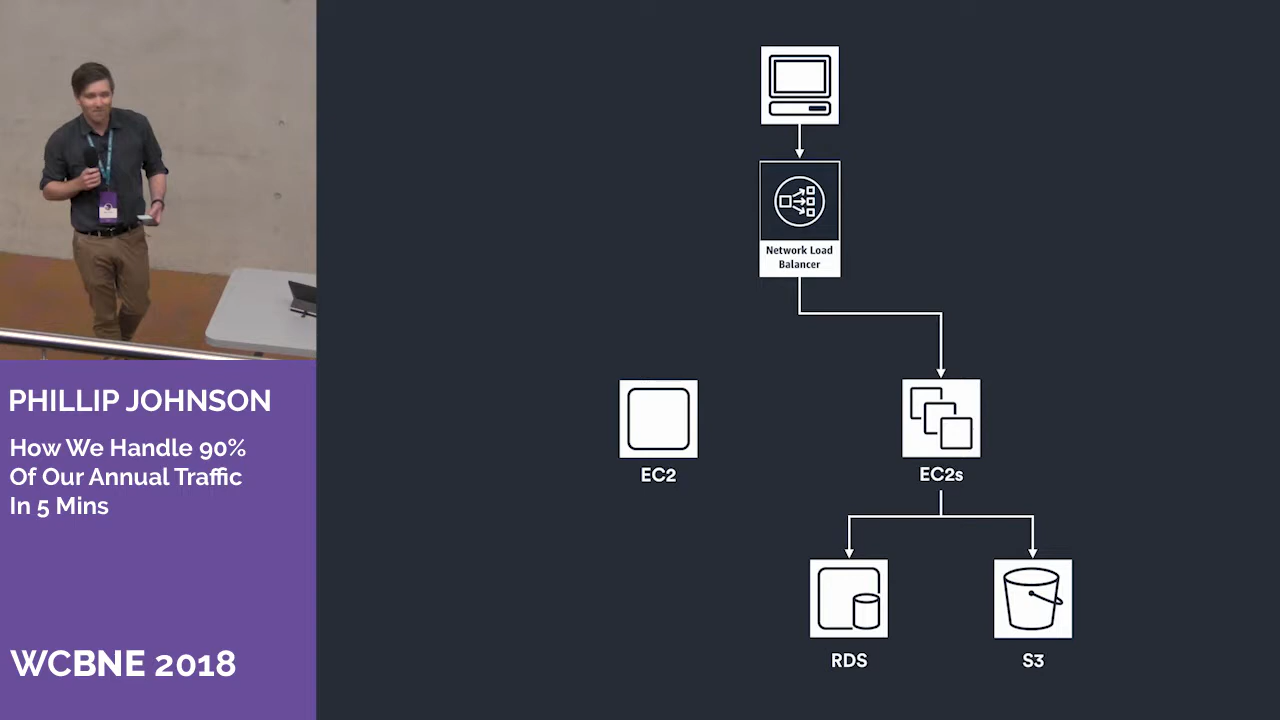 PHILLIP JOHNSON
How We Handle 90%
Of Our Annual Traffic
In 5 Mins
WCBNE 2018
Network Load
Balancer
EC2
EC2s
RDS
S3